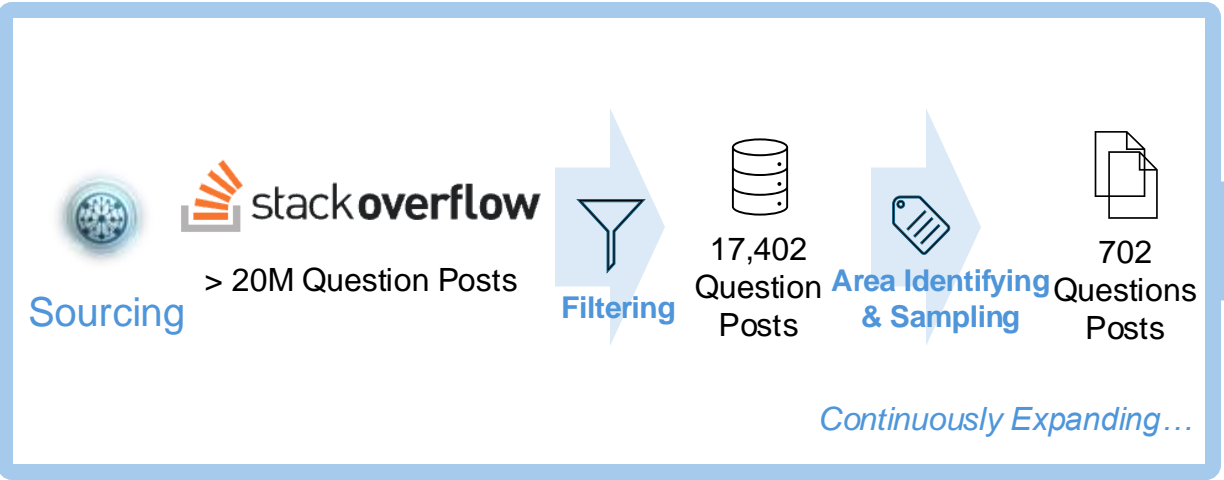 stackoverflow
> 20M Question Posts
Sourcing
Filtering
17,402
Question
Posts
Area Identifying
& Sampling
702
Questions
Posts
Continuously Expanding…